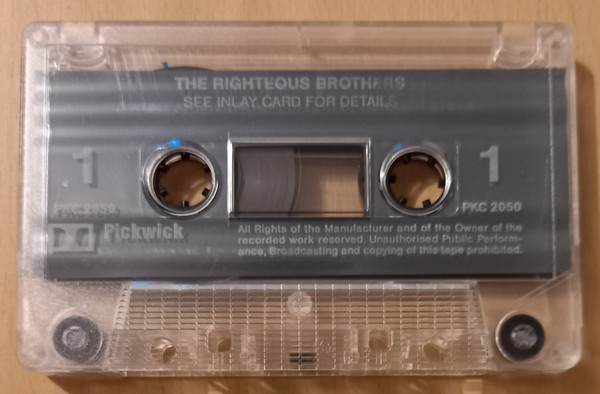 THE RIGHTEOUS BROTHERS
SEE INLAY CARD FOR DETAILS
1 1
PKC 2050 PKC 2050
Pickwick
All Rights of the Manufacturer and of the Owner of the
recorded work reserved. Unauthorised Public Perform-
ance, Broadcasting and copying of this tape prohibited.